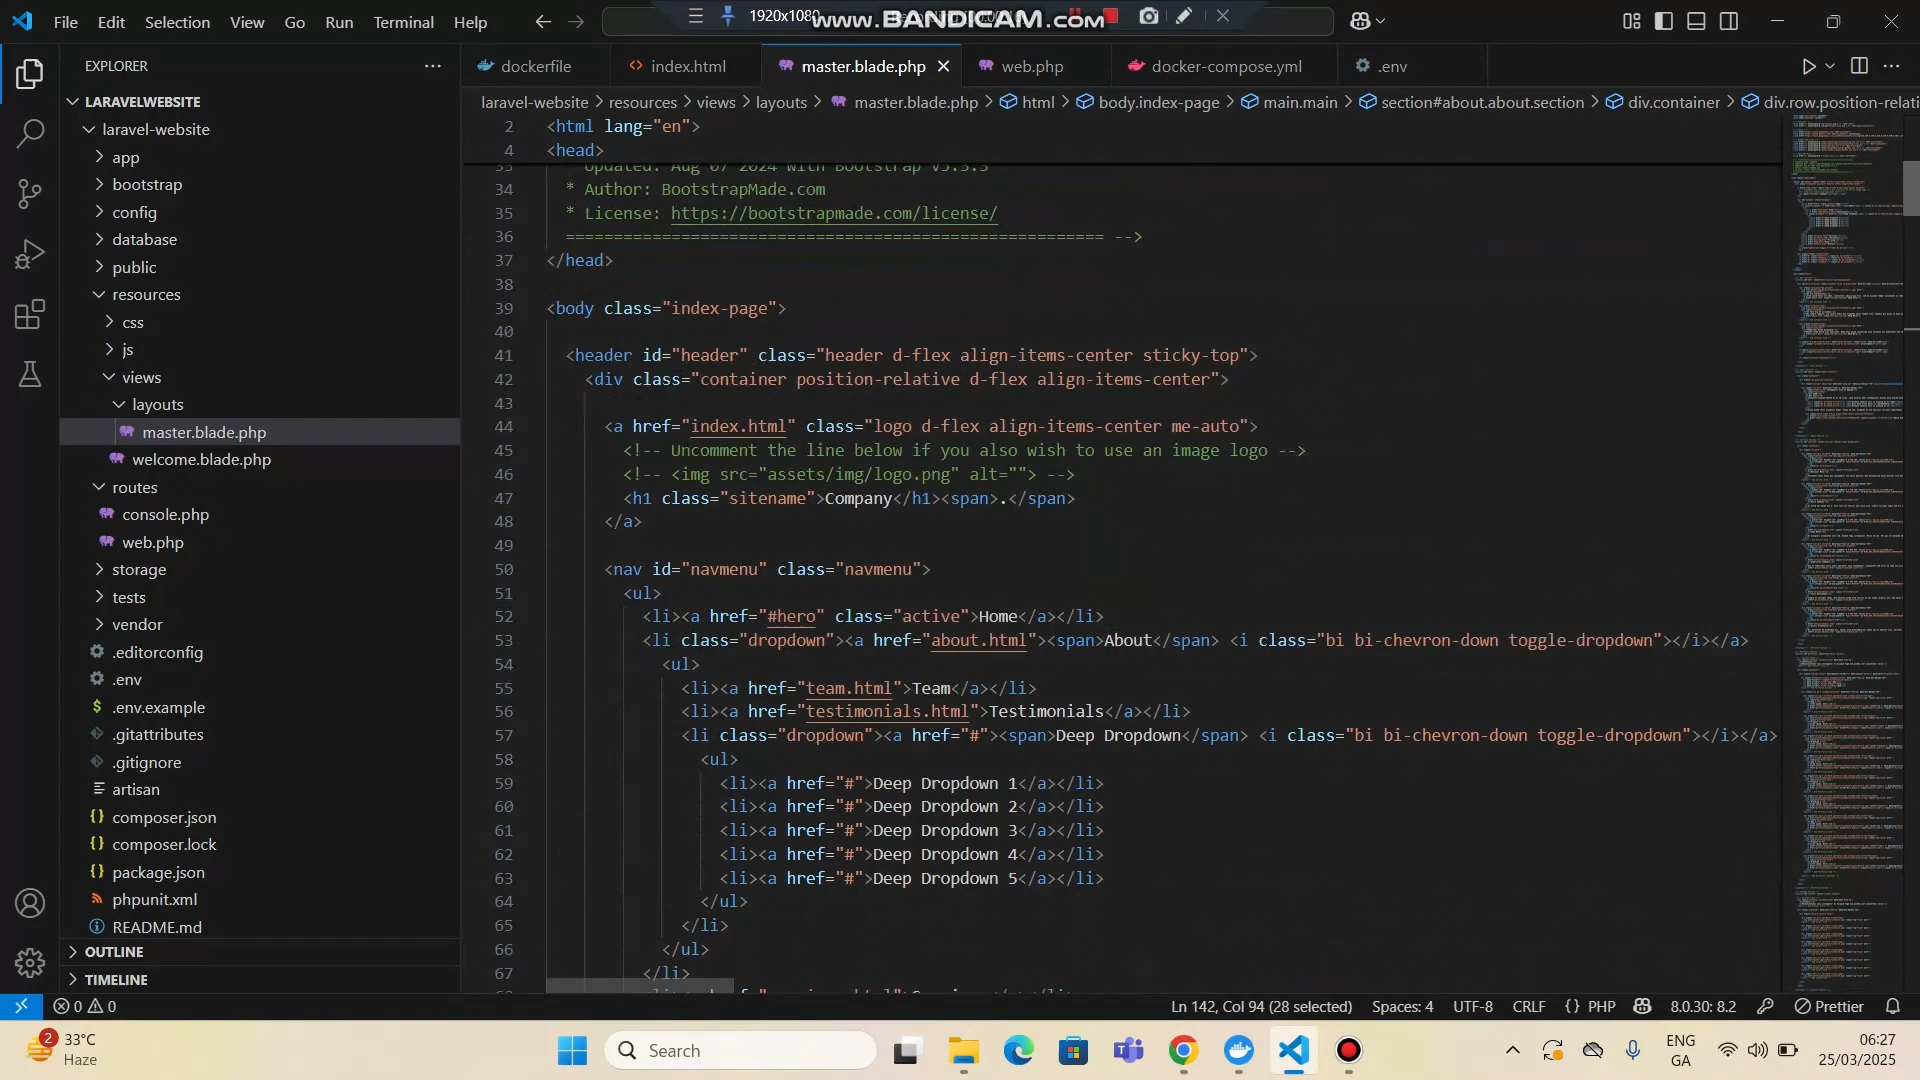 File Edit Selection View Go Run Terminal Help
1920x1080
www.BANDICAM.com
EXPLORER
dockerfile
index.html
master.blade.php
web.php
docker-compose.yml
.env
laravel-website > resources > views > layouts > master.blade.php > html > body.index-page > main.main > section#about.about.section > div.container > div.row.position-relati
LARAVELWEBSITE
laravel-website
app
bootstrap
config
database
public
resources
css
js
views
layouts
master.blade.php
welcome.blade.php
routes
console.php
web.php
storage
tests
vendor
.editorconfig
.env
.env.example
.gitattributes
.gitignore
artisan
composer.json
composer.lock
package.json
phpunit.xml
README.md
OUTLINE
TIMELINE
2 <html lang="en">
4 <head>
33 Updated: Aug 07 2024 with Bootstrap v5.3.3
34 * Author: BootstrapMade.com
35 * License: https://bootstrapmade.com/license/
36 ======================================================== -->
37 </head>
38
39 <body class="index-page">
40
41 <header id="header" class="header d-flex align-items-center sticky-top">
42 <div class="container position-relative d-flex align-items-center">
43
44 <a href="index.html" class="logo d-flex align-items-center me-auto">
45 <!-- Uncomment the line below if you also wish to use an image logo -->
46 <!-- <img src="assets/img/logo.png" alt=""> -->
47 <h1 class="sitename">Company</h1><span>.</span>
48 </a>
49
50 <nav id="navmenu" class="navmenu">
51 <ul>
52 <li><a href="#hero" class="active">Home</a></li>
53 <li class="dropdown"><a href="about.html"><span>About</span> <i class="bi bi-chevron-down toggle-dropdown"></i></a>
54 <ul>
55 <li><a href="team.html">Team</a></li>
56 <li><a href="testimonials.html">Testimonials</a></li>
57 <li class="dropdown"><a href="#"><span>Deep Dropdown</span> <i class="bi bi-chevron-down toggle-dropdown"></i></a>
58 <ul>
59 <li><a href="#">Deep Dropdown 1</a></li>
60 <li><a href="#">Deep Dropdown 2</a></li>
61 <li><a href="#">Deep Dropdown 3</a></li>
62 <li><a href="#">Deep Dropdown 4</a></li>
63 <li><a href="#">Deep Dropdown 5</a></li>
64 </ul>
65 </li>
66 </ul>
67 </li>
0 0
Ln 142, Col 94 (28 selected) Spaces: 4 UTF-8 CRLF {} PHP 8.0.30: 8.2 Prettier
2
33°C
Haze
Search
ENG
GA
06:27
25/03/2025